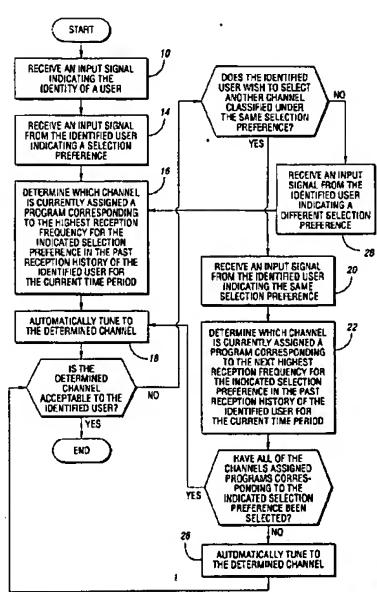 START
10
RECEIVE AN INPUT SIGNAL
INDICATING THE
IDENTITY OF A USER
14
RECEIVE AN INPUT SIGNAL
FROM THE IDENTIFIED USER
INDICATING A SELECTION
PREFERENCE
16
DETERMINE WHICH CHANNEL
IS CURRENTLY ASSIGNED
A PROGRAM CORRESPONDING
TO THE HIGHEST RECEPTION
FREQUENCY FOR THE
INDICATED SELECTION
PREFERENCE IN THE PAST
RECEPTION HISTORY OF THE
IDENTIFIED USER FOR
THE CURRENT TIME PERIOD
AUTOMATICALLY TUNE TO
THE DETERMINED CHANNEL
18
IS THE
DETERMINED
CHANNEL
ACCEPTABLE TO THE
IDENTIFIED USER?
NO
YES
END
DOES THE IDENTIFIED
USER WISH TO SELECT
ANOTHER CHANNEL
CLASSIFIED UNDER
THE SAME SELECTION
PREFERENCE?
NO
YES
RECEIVE AN INPUT
SIGNAL FROM THE
IDENTIFIED USER
INDICATING A
DIFFERENT SELECTION
PREFERENCE
28
RECEIVE AN INPUT SIGNAL
FROM THE IDENTIFIED USER
INDICATING THE SAME
SELECTION PREFERENCE
20
22
DETERMINE WHICH CHANNEL
IS CURRENTLY ASSIGNED
A PROGRAM CORRESPONDING
TO THE NEXT HIGHEST
RECEPTION FREQUENCY FOR
THE INDICATED SELECTION
PREFERENCE IN THE PAST
RECEPTION HISTORY OF THE
IDENTIFIED USER FOR
THE CURRENT TIME PERIOD
HAVE ALL OF THE
CHANNELS ASSIGNED
PROGRAMS CORRES-
PONDING TO THE
INDICATED SELECTION
PREFERENCE BEEN
SELECTED?
YES
NO
26
AUTOMATICALLY TUNE TO
THE DETERMINED CHANNEL